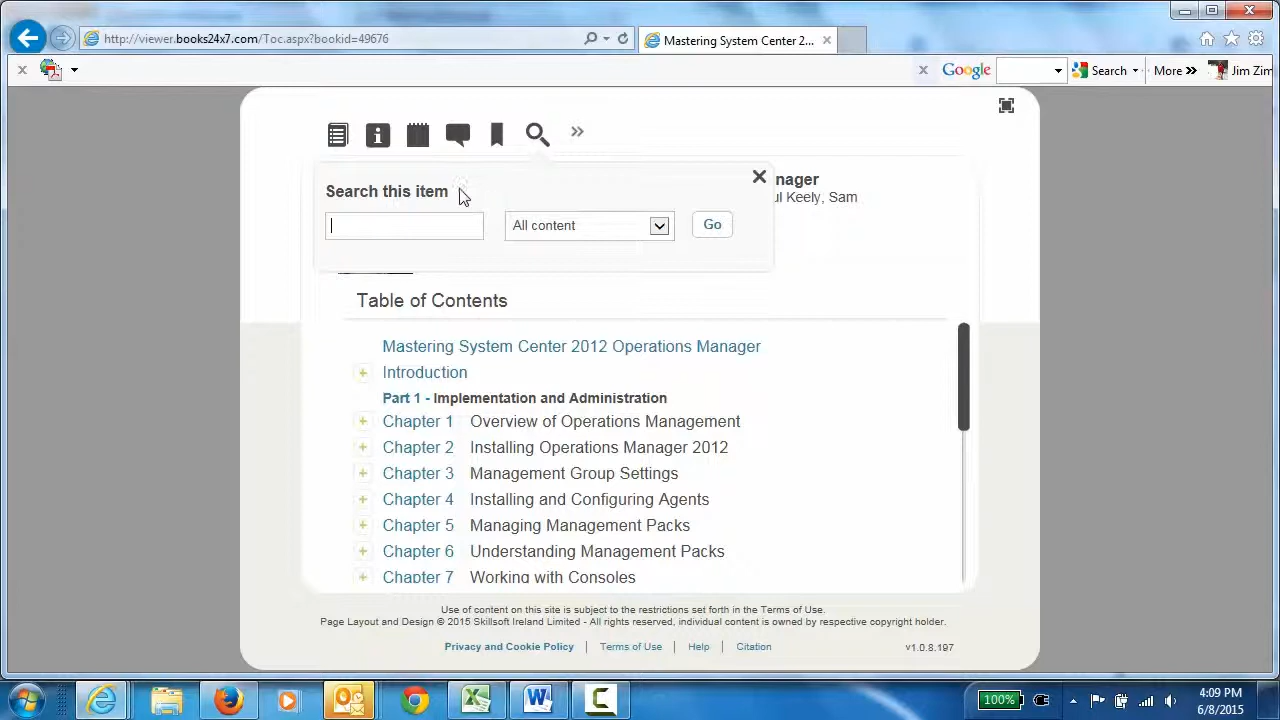 http://viewer.books24x7.com/Toc.aspx?bookid=49676
Mastering System Center 2...
Google
Search
More »
Jim Zim
Search this item
nager
ul Keely, Sam
All content
Go
Table of Contents
Mastering System Center 2012 Operations Manager
+ Introduction
Part 1 - Implementation and Administration
+ Chapter 1 Overview of Operations Management
+ Chapter 2 Installing Operations Manager 2012
+ Chapter 3 Management Group Settings
+ Chapter 4 Installing and Configuring Agents
+ Chapter 5 Managing Management Packs
+ Chapter 6 Understanding Management Packs
+ Chapter 7 Working with Consoles
Use of content on this site is subject to the restrictions set forth in the Terms of Use.
Page Layout and Design © 2015 Skillsoft Ireland Limited - All rights reserved, individual content is owned by respective copyright holder.
Privacy and Cookie Policy | Terms of Use | Help | Citation
v1.0.8.197
100%
4:09 PM
6/8/2015